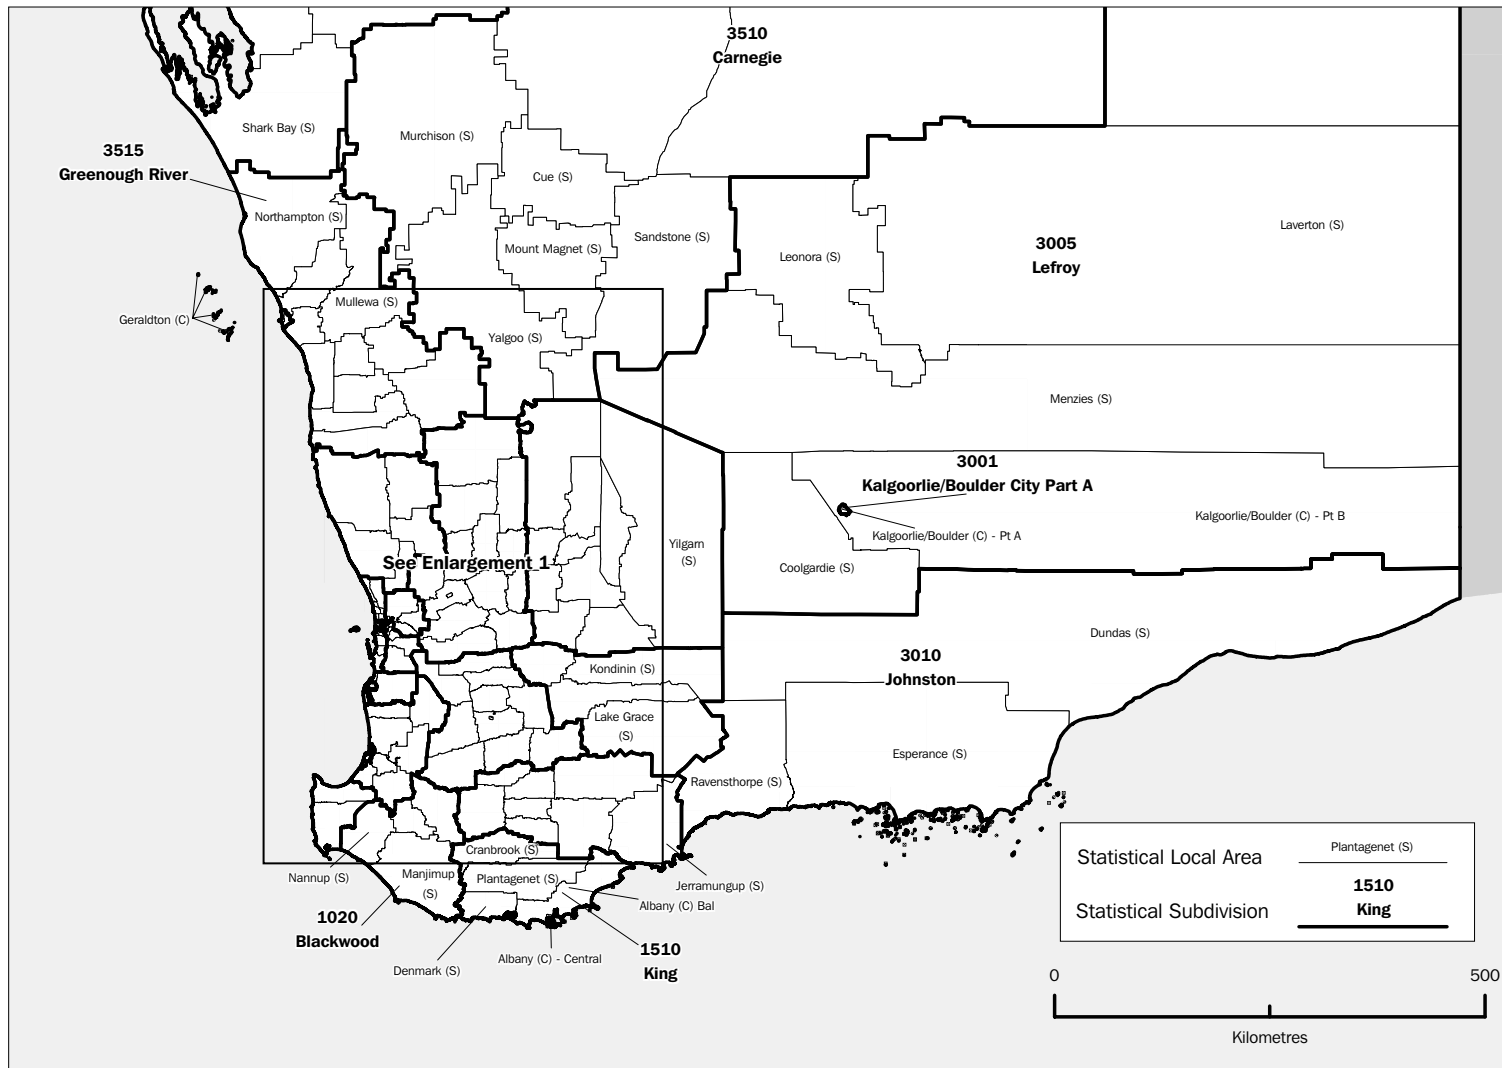 3510
Carnegie
Shark Bay (S)
Murchison (S)
3515
Greenough River
Cue (S)
Northampton (S)
Laverton (S)
Sandstone (S)
Mount Magnet (S)
Leonora (S)
3005
Lefroy
Mullewa (S)
Geraldton (C)
Yalgoo (S)
Menzies (S)
3001
Kalgoorlie/Boulder City Part A
Kalgoorlie/Boulder (C) - Pt B
Kalgoorlie/Boulder (C) - Pt A
Yilgarn
(S)
See Enlargement 1
Coolgardie (S)
Dundas (S)
3010
Johnston
Kondinin (S)
Lake Grace
(S)
Esperance (S)
Ravensthorpe (S)
Cranbrook (S)
Nannup (S)
Manjimup
(S)
Plantagenet (S)
Jerramungup (S)
Albany (C) Bal
1020
Blackwood
1510
King
Albany (C) - Central
Denmark (S)
Statistical Local Area
Plantagenet (S)
Statistical Subdivision
1510
King
0
500
Kilometres